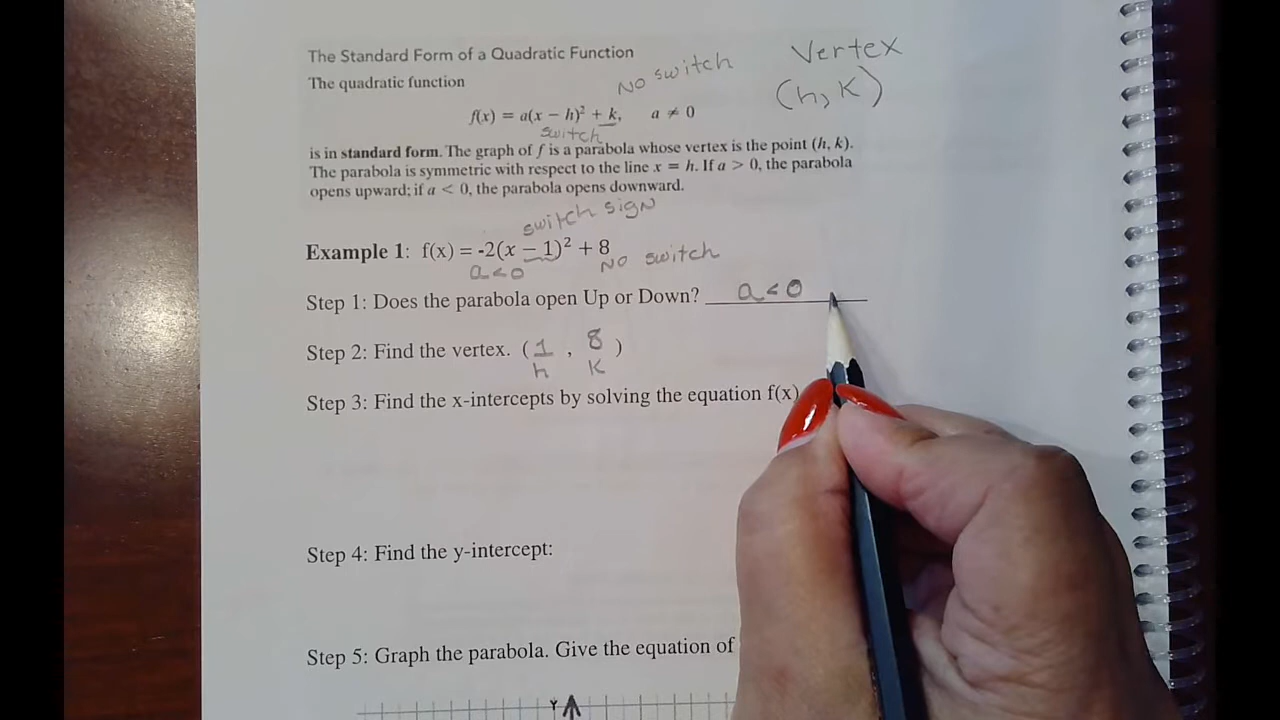 The Standard Form of a Quadratic Function
Vertex
The quadratic function
NO switch
(h, K)
f(x) = a(x − h)² + k, a ≠ 0
switch
is in standard form. The graph of f is a parabola whose vertex is the point (h, k).
The parabola is symmetric with respect to the line x = h. If a > 0, the parabola
opens upward; if a < 0, the parabola opens downward.
switch sign
Example 1: f(x) = -2(x − 1)² + 8
a<0
NO switch
Step 1: Does the parabola open Up or Down? a<0
Step 2: Find the vertex. (1, 8)
h K
Step 3: Find the x-intercepts by solving the equation f(x)
Step 4: Find the y-intercept:
Step 5: Graph the parabola. Give the equation of
Y